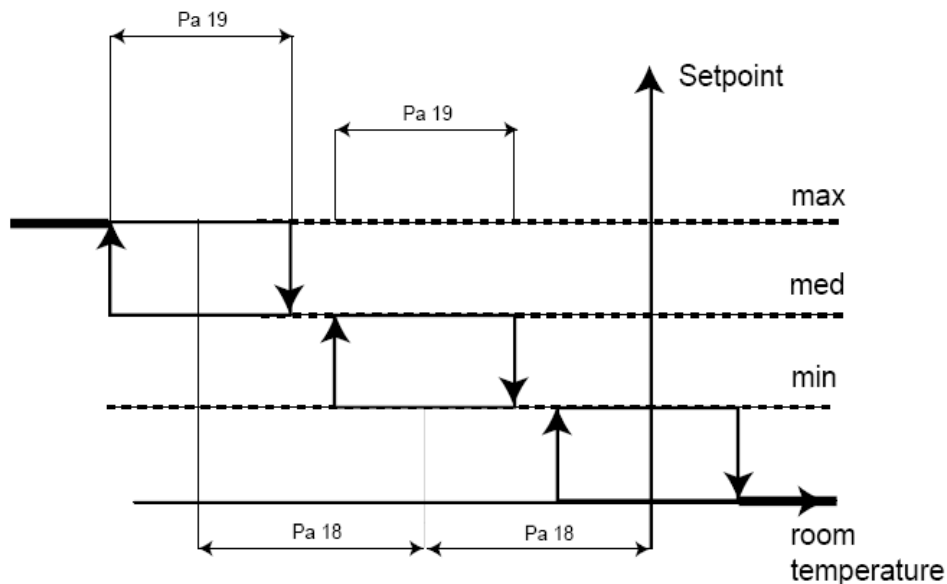 Pa 19
Setpoint
Pa 19
max
med
min
Pa 18
Pa 18
room
temperature